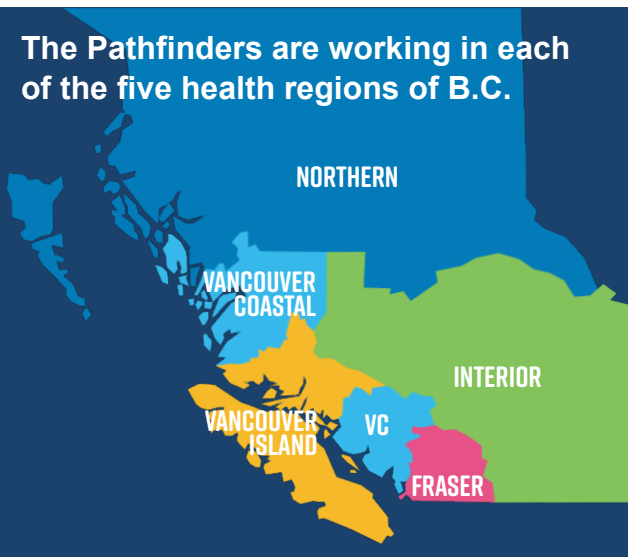 The Pathfinders are working in each
of the five health regions of B.C.
NORTHERN
VANCOUVER
COASTAL
INTERIOR
VANCOUVER
ISLAND
VC
FRASER